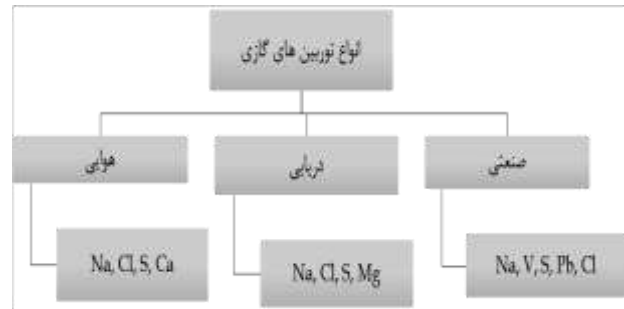 انواع توربین های گازی
صنعتی
دریایی
هوایی
Na, V, S, Pb, Cl
Na, Cl, S, Mg
Na, Cl, S, Ca